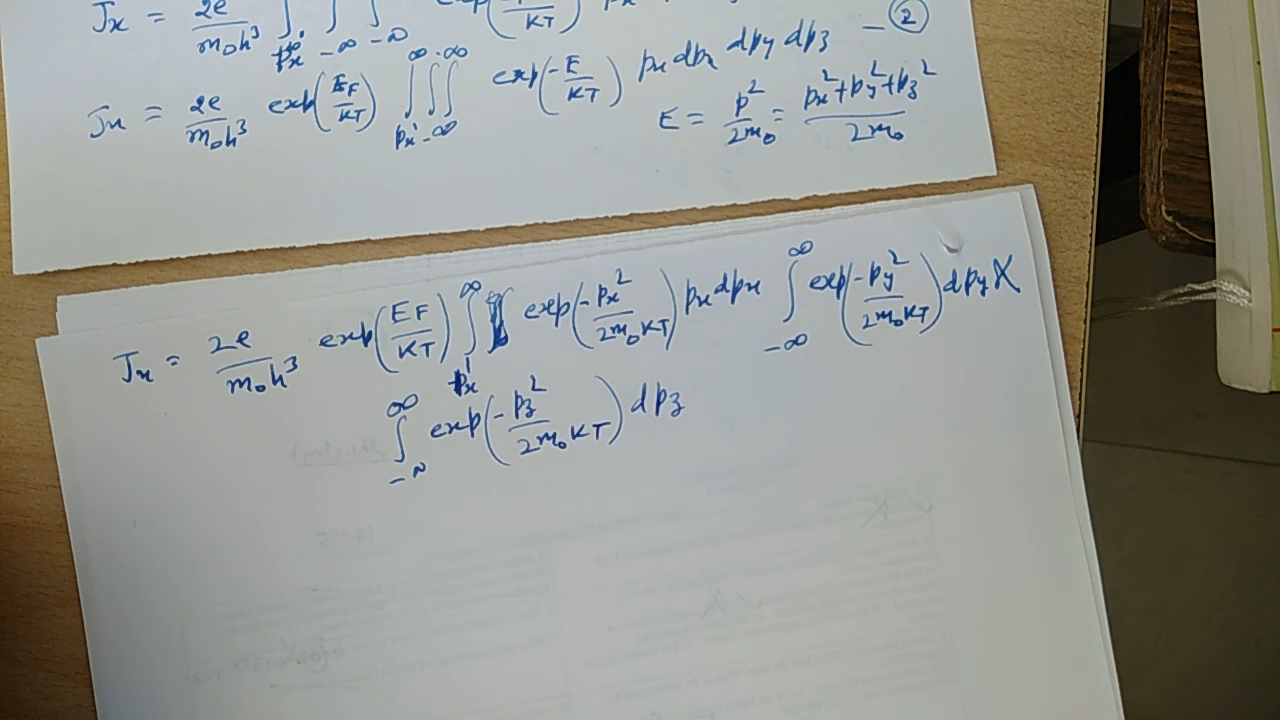 Jx = 2e/m₀h³ ∫∫∫ exp( /KT) px — ②
Jx = 2e/m₀h³ exp(EF/KT) ∫∫∫ exp(-E/KT) px dpx dpy dpz
px' -∞ ∞ ∞
E = p²/2m₀ = px²+py²+pz²/2m₀
Jx = 2e/m₀h³ exp(EF/KT) ∫px'^∞ exp(-px²/2m₀KT) px dpx ∫-∞^∞ exp(-py²/2m₀KT) dpy X
∫-∞^∞ exp(-pz²/2m₀KT) dpz